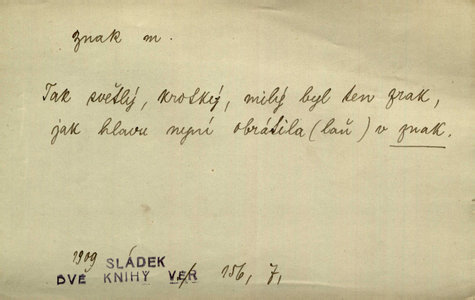 znak m.
Tak světlý, krotký, milý byl ten zrak,
jak hlavu nyní obrátila (laň) v znak.
1909 SLÁDEK
DVĚ KNIHY VER 156, 7,